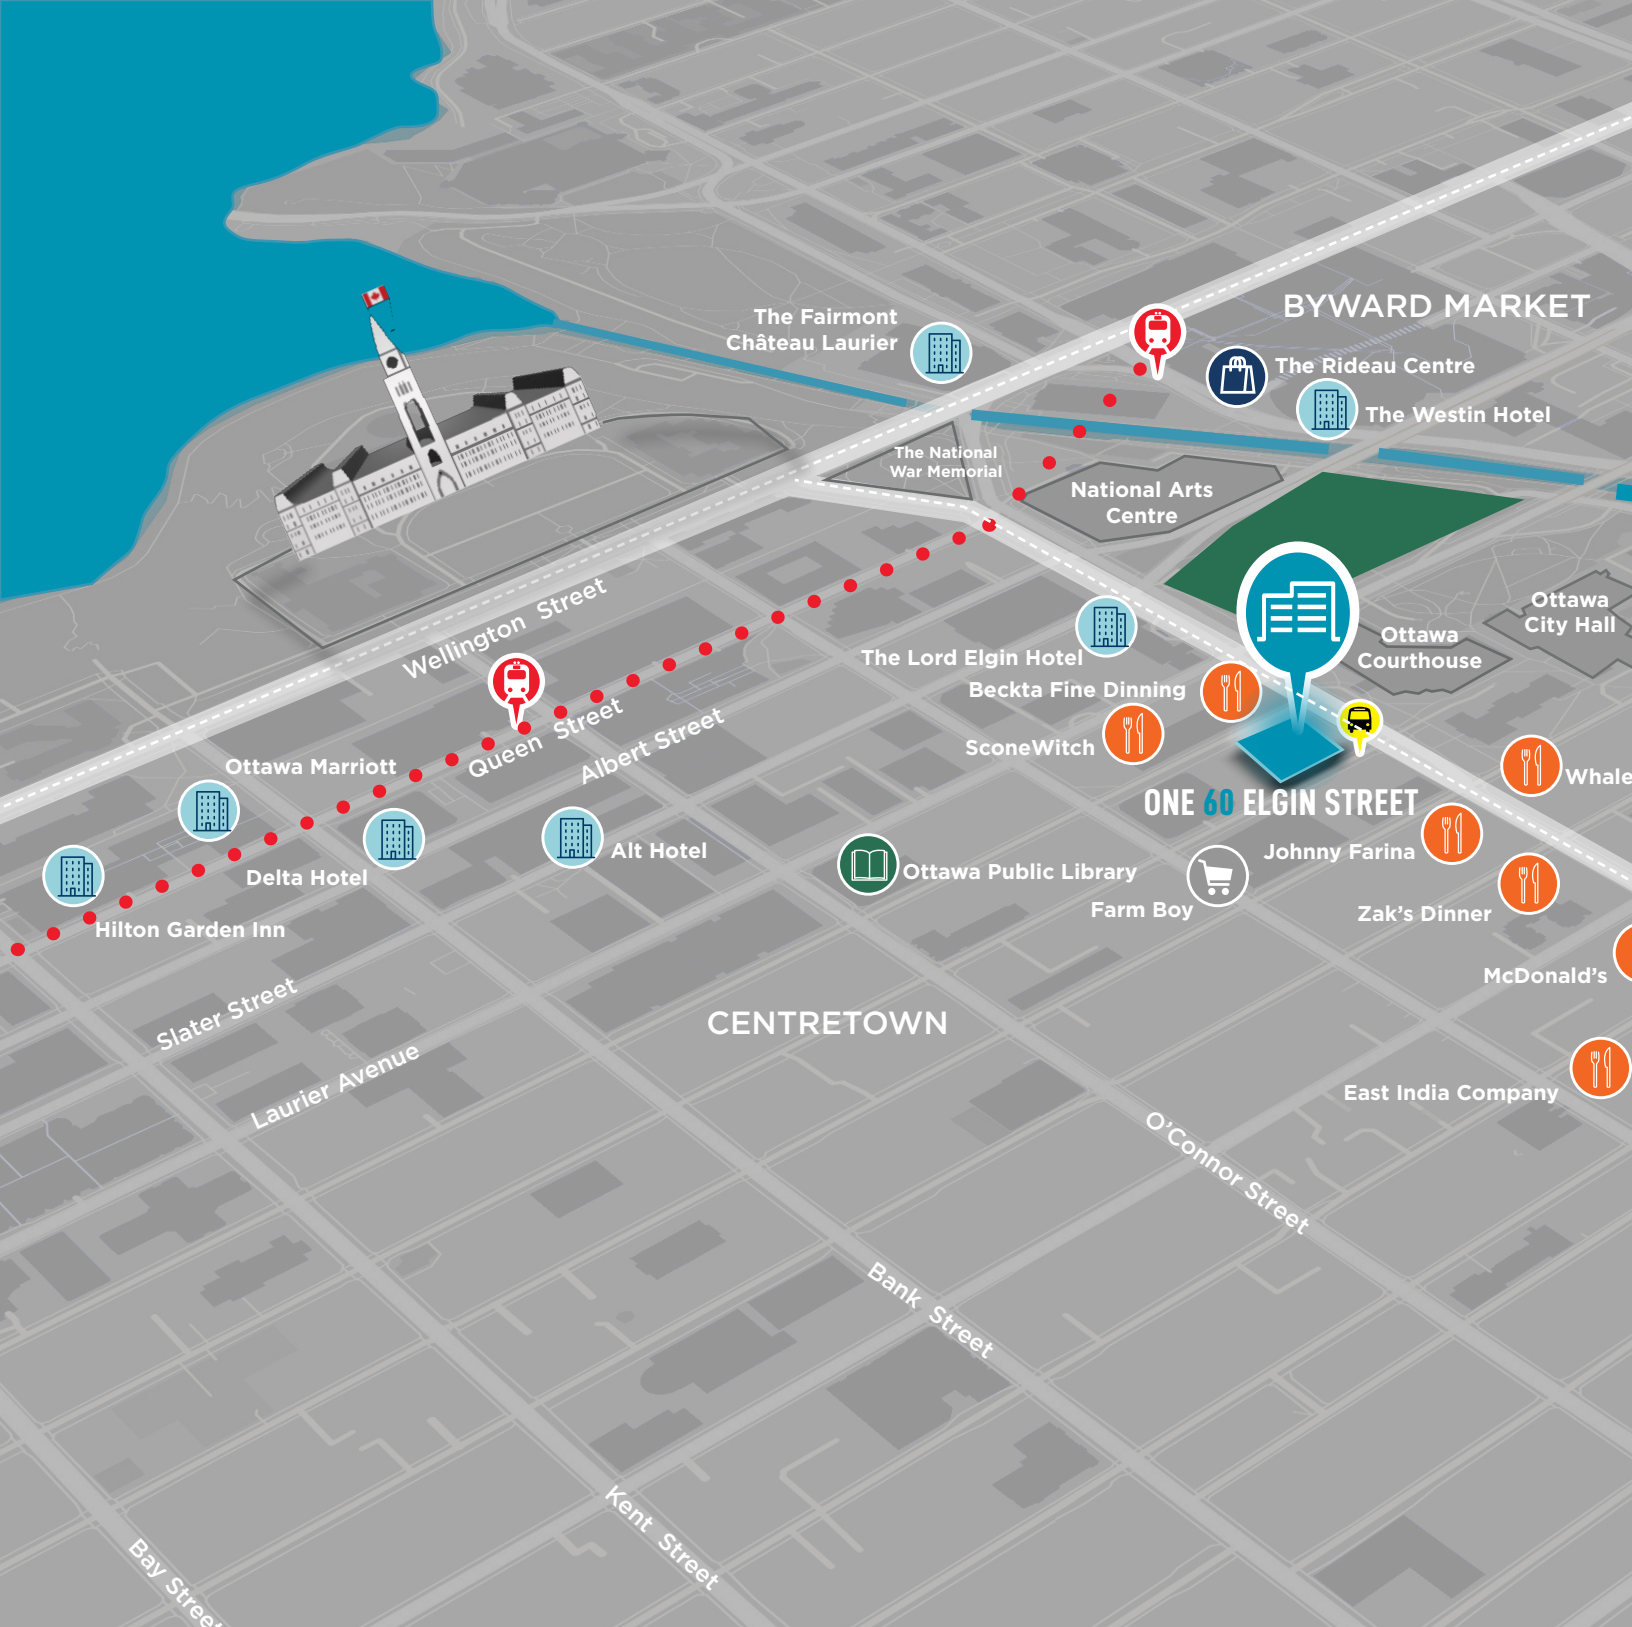 BYWARD MARKET
The Fairmont
Château Laurier
The Rideau Centre
The Westin Hotel
The National
War Memorial
National Arts
Centre
Ottawa
City Hall
Ottawa
Courthouse
Wellington Street
The Lord Elgin Hotel
Beckta Fine Dinning
SconeWitch
Queen Street
Albert Street
Ottawa Marriott
Whale
ONE 60 ELGIN STREET
Johnny Farina
Alt Hotel
Delta Hotel
Ottawa Public Library
Farm Boy
Zak's Dinner
Hilton Garden Inn
McDonald's
Slater Street
CENTRETOWN
Laurier Avenue
East India Company
O'Connor Street
Bank Street
Kent Street
Bay Street